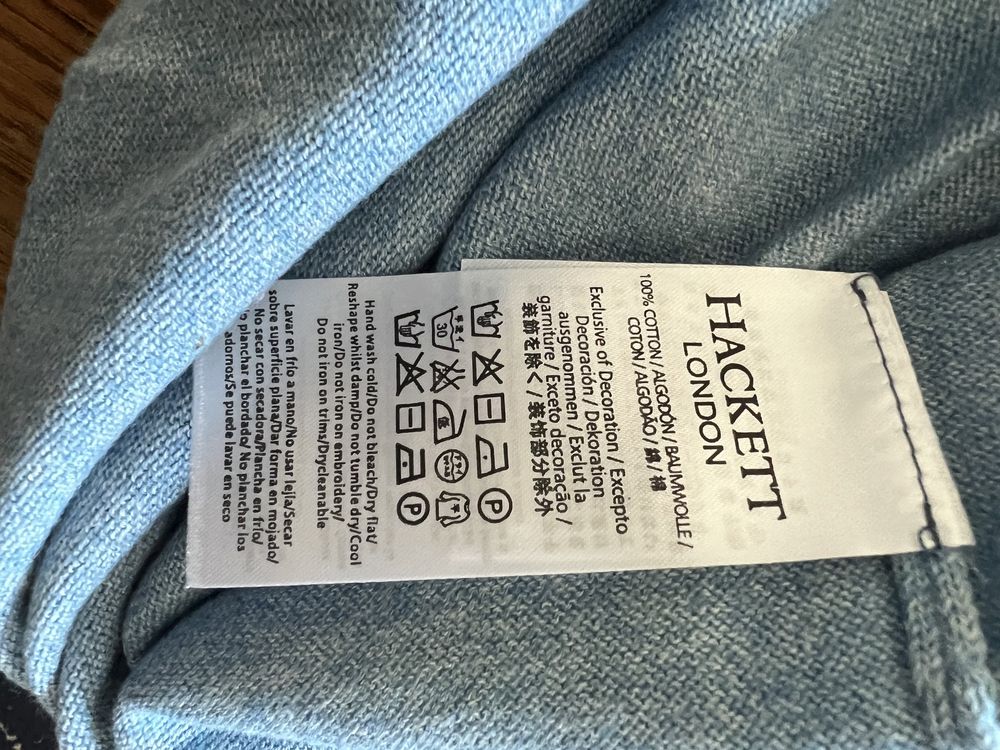 HACKETT
LONDON
100% COTTON / ALGODÓN / BAUMWOLLE /
COTON / ALGODÃO / 綿 / 棉
Exclusive of Decoration / Excepto
Decoración / Dekoration
ausgenommen / Exclut la
garniture / Exceto decoração /
装飾を除く / 装饰部分除外
P
30
P
Hand wash cold/Do not bleach/Dry flat/
Reshape whilst damp/Do not tumble dry/Cool
iron/Do not iron on embroidery/
Do not iron on trims/Drycleanable
Lavar en frío a mano/No usar lejía/Secar
sobre superficie plana/Dar forma en mojado/
No secar con secadora/Plancha en frío/
planchar el bordado/ No planchar los
adornos/Se puede lavar en seco